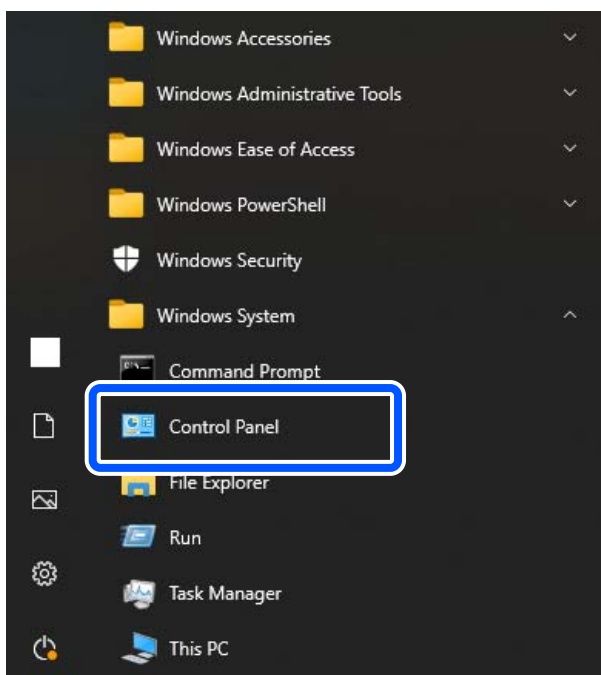 Windows Accessories
Windows Administrative Tools
Windows Ease of Access
Windows PowerShell
Windows Security
Windows System
Command Prompt
Control Panel
File Explorer
Run
Task Manager
This PC